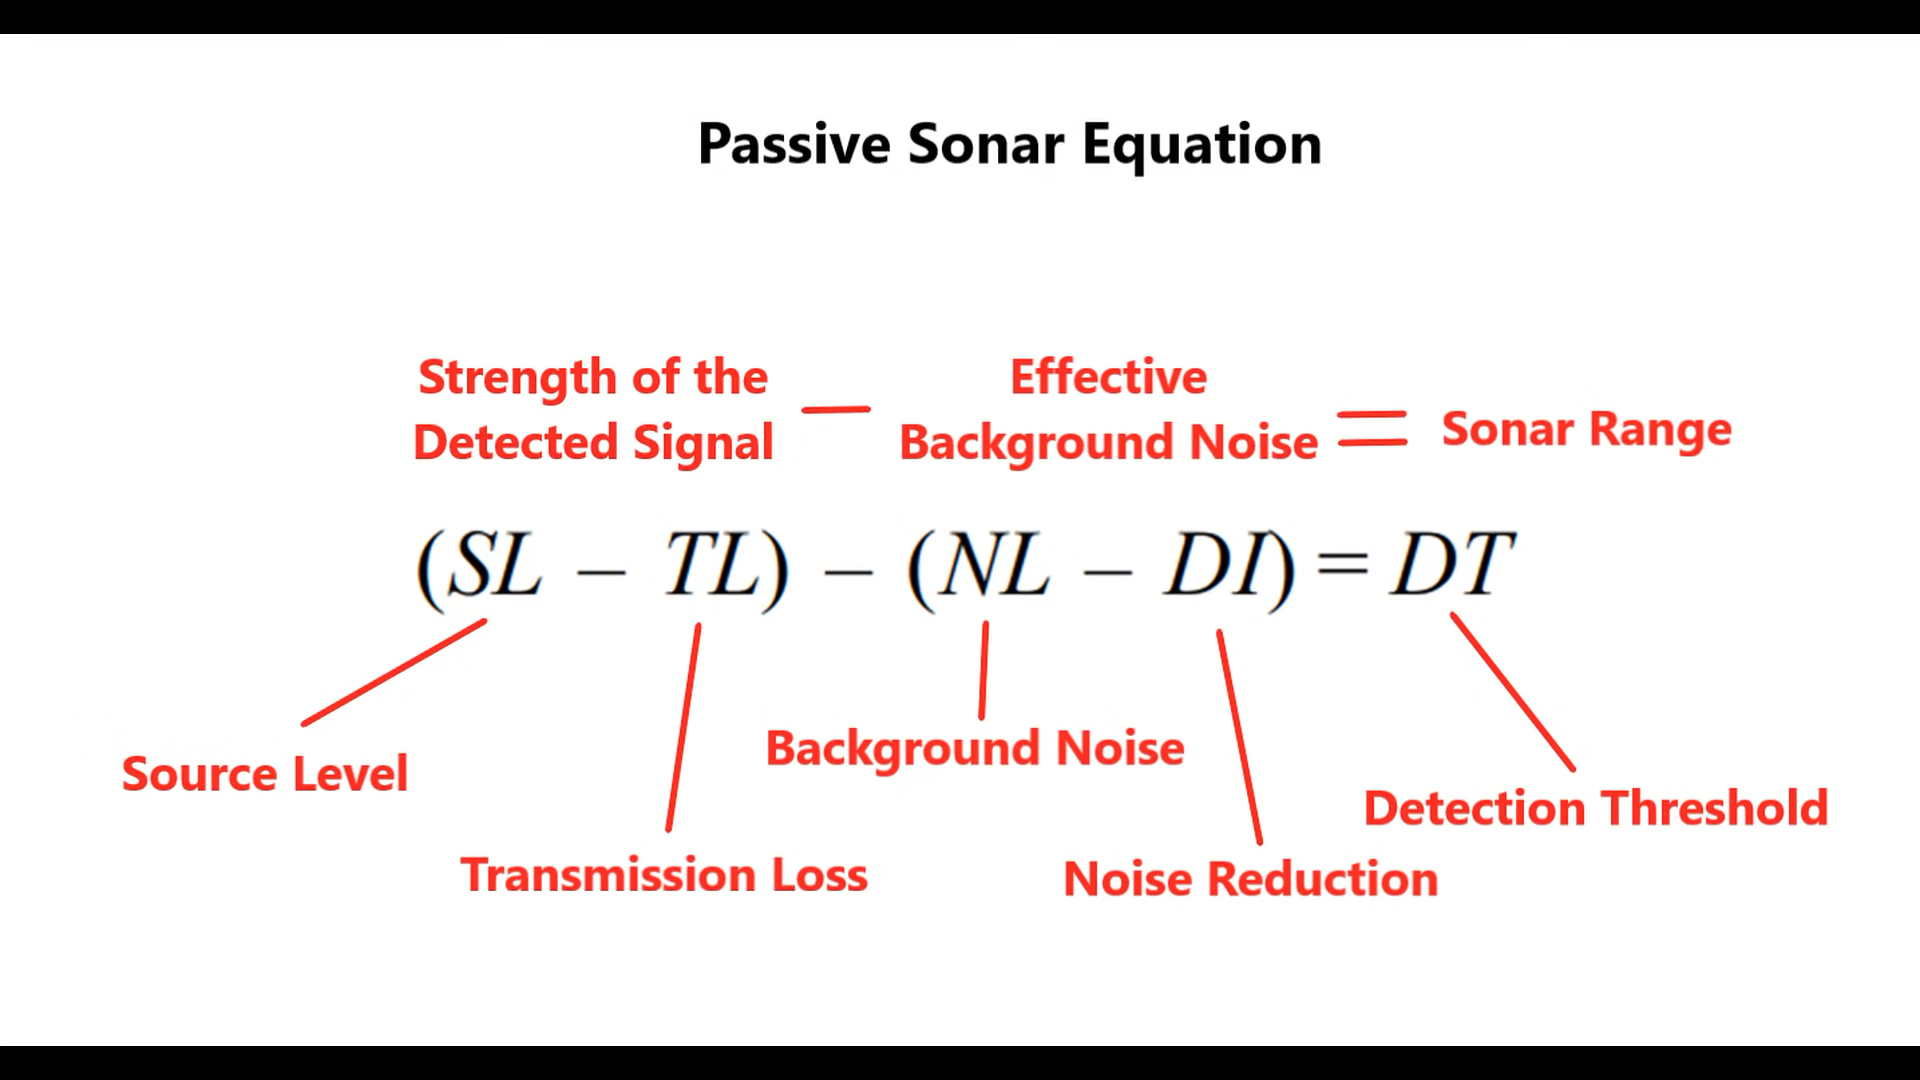 Passive Sonar Equation
Strength of the
Detected Signal
—
Effective
Background Noise
=
Sonar Range
(SL – TL) – (NL – DI) = DT
Source Level
Transmission Loss
Background Noise
Noise Reduction
Detection Threshold